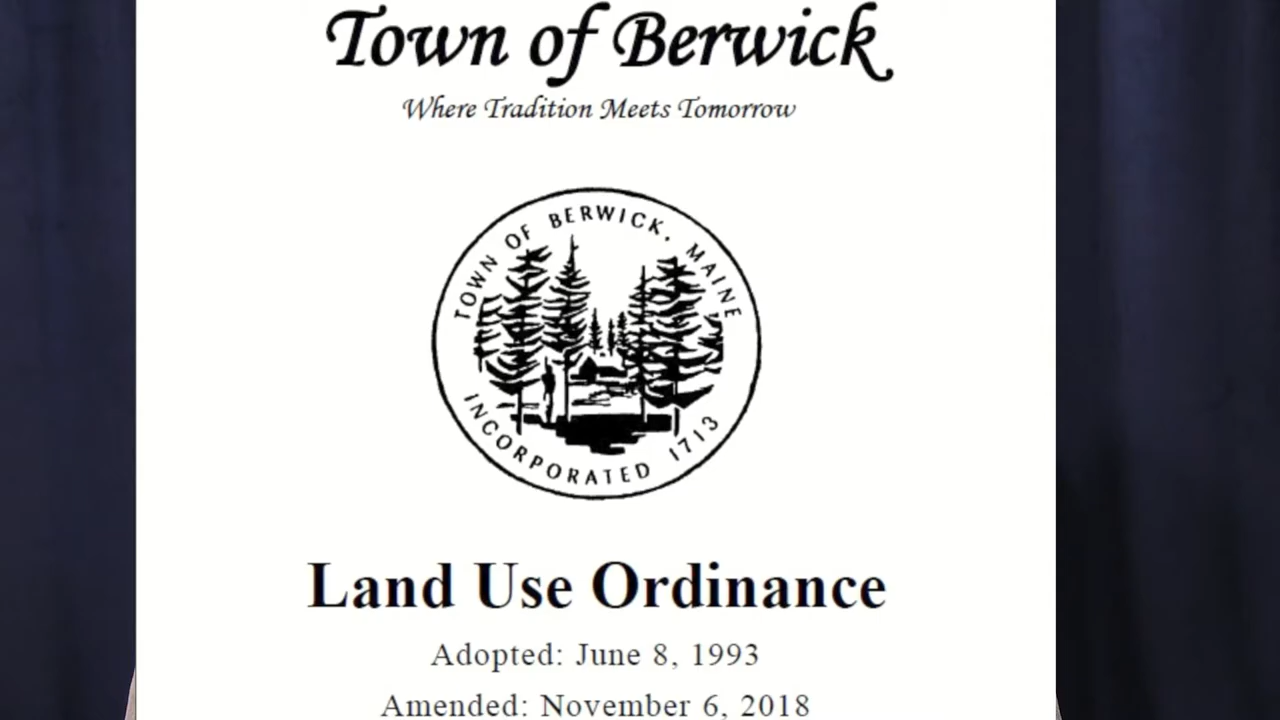 Town of Berwick
Where Tradition Meets Tomorrow
TOWN OF BERWICK, MAINE
INCORPORATED 1713
Land Use Ordinance
Adopted: June 8, 1993
Amended: November 6, 2018